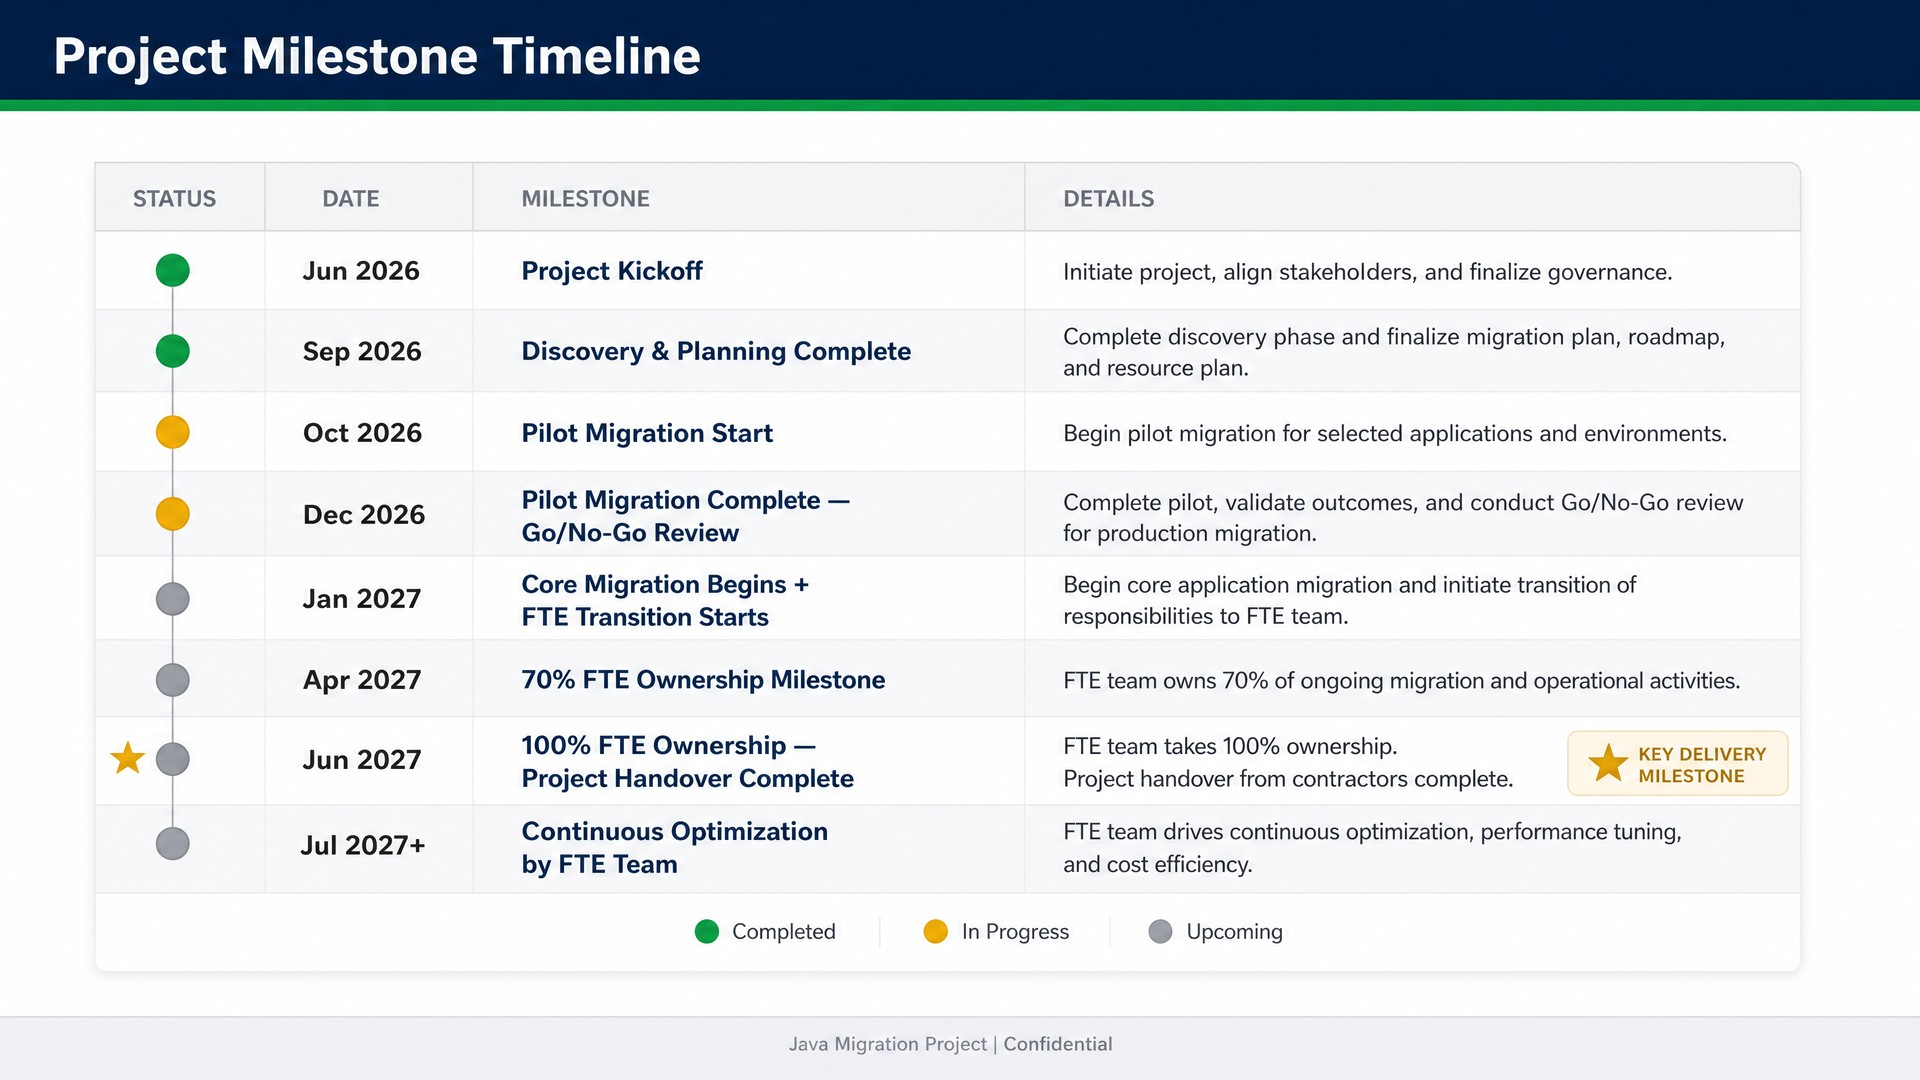 Project Milestone Timeline
STATUS
DATE
MILESTONE
DETAILS
Jun 2026
Project Kickoff
Initiate project, align stakeholders, and finalize governance.
Sep 2026
Discovery & Planning Complete
Complete discovery phase and finalize migration plan, roadmap,
and resource plan.
Oct 2026
Pilot Migration Start
Begin pilot migration for selected applications and environments.
Dec 2026
Pilot Migration Complete —
Go/No-Go Review
Complete pilot, validate outcomes, and conduct Go/No-Go review
for production migration.
Jan 2027
Core Migration Begins +
FTE Transition Starts
Begin core application migration and initiate transition of
responsibilities to FTE team.
Apr 2027
70% FTE Ownership Milestone
FTE team owns 70% of ongoing migration and operational activities.
Jun 2027
100% FTE Ownership —
Project Handover Complete
FTE team takes 100% ownership.
Project handover from contractors complete.
KEY DELIVERY
MILESTONE
Jul 2027+
Continuous Optimization
by FTE Team
FTE team drives continuous optimization, performance tuning,
and cost efficiency.
Completed
In Progress
Upcoming
Java Migration Project | Confidential